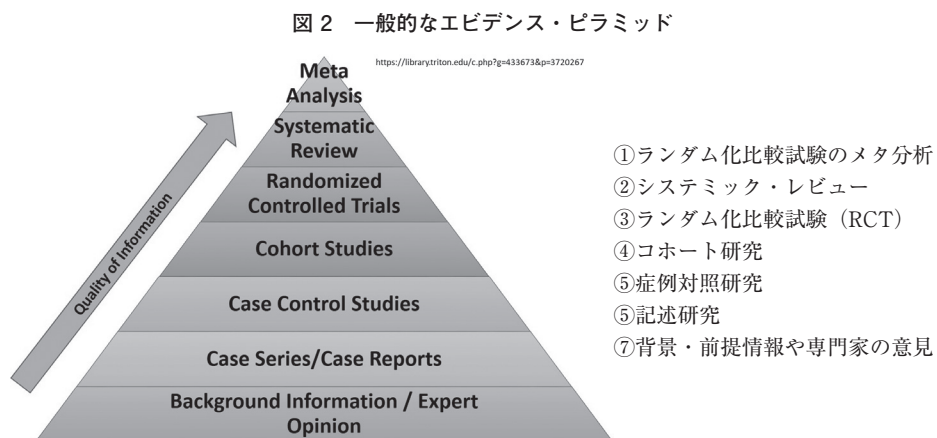 図 2　一般的なエビデンス・ピラミッド
https://library.triton.edu/c.php?g=433673&p=3720267
Meta
Analysis
Systematic
Review
Randomized
Controlled Trials
Cohort Studies
Case Control Studies
Case Series/Case Reports
Background Information / Expert
Opinion
Quality of Information
①ランダム化比較試験のメタ分析
②システミック・レビュー
③ランダム化比較試験（RCT）
④コホート研究
⑤症例対照研究
⑤記述研究
⑦背景・前提情報や専門家の意見